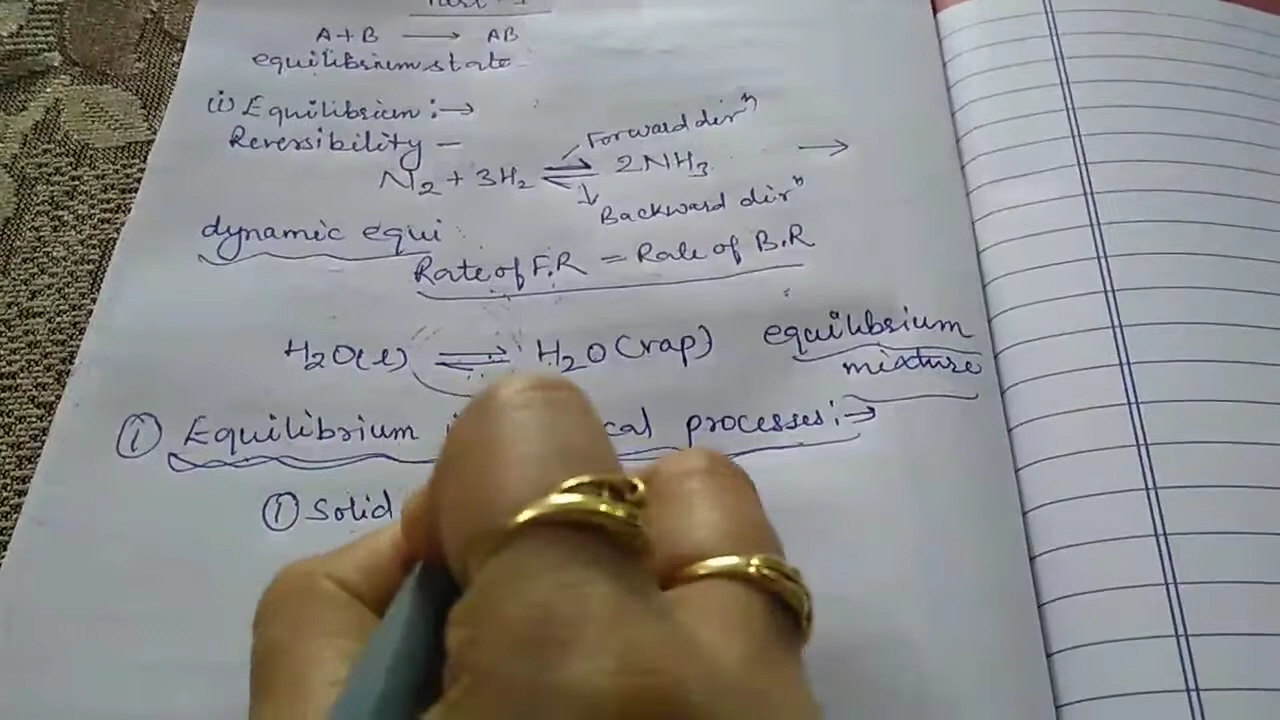 A+B ⟶ AB
equilibrium state
(i) Equilibrium :→
Reversibility –
Forward dirⁿ
N₂ + 3H₂ ⇌ 2NH₃ ⟶
Backward dirⁿ
dynamic equi
Rate of F.R = Rate of B.R
H₂O(l) ⇌ H₂O (vap) equilibrium
mixture
① Equilibrium processes :→
① Solid